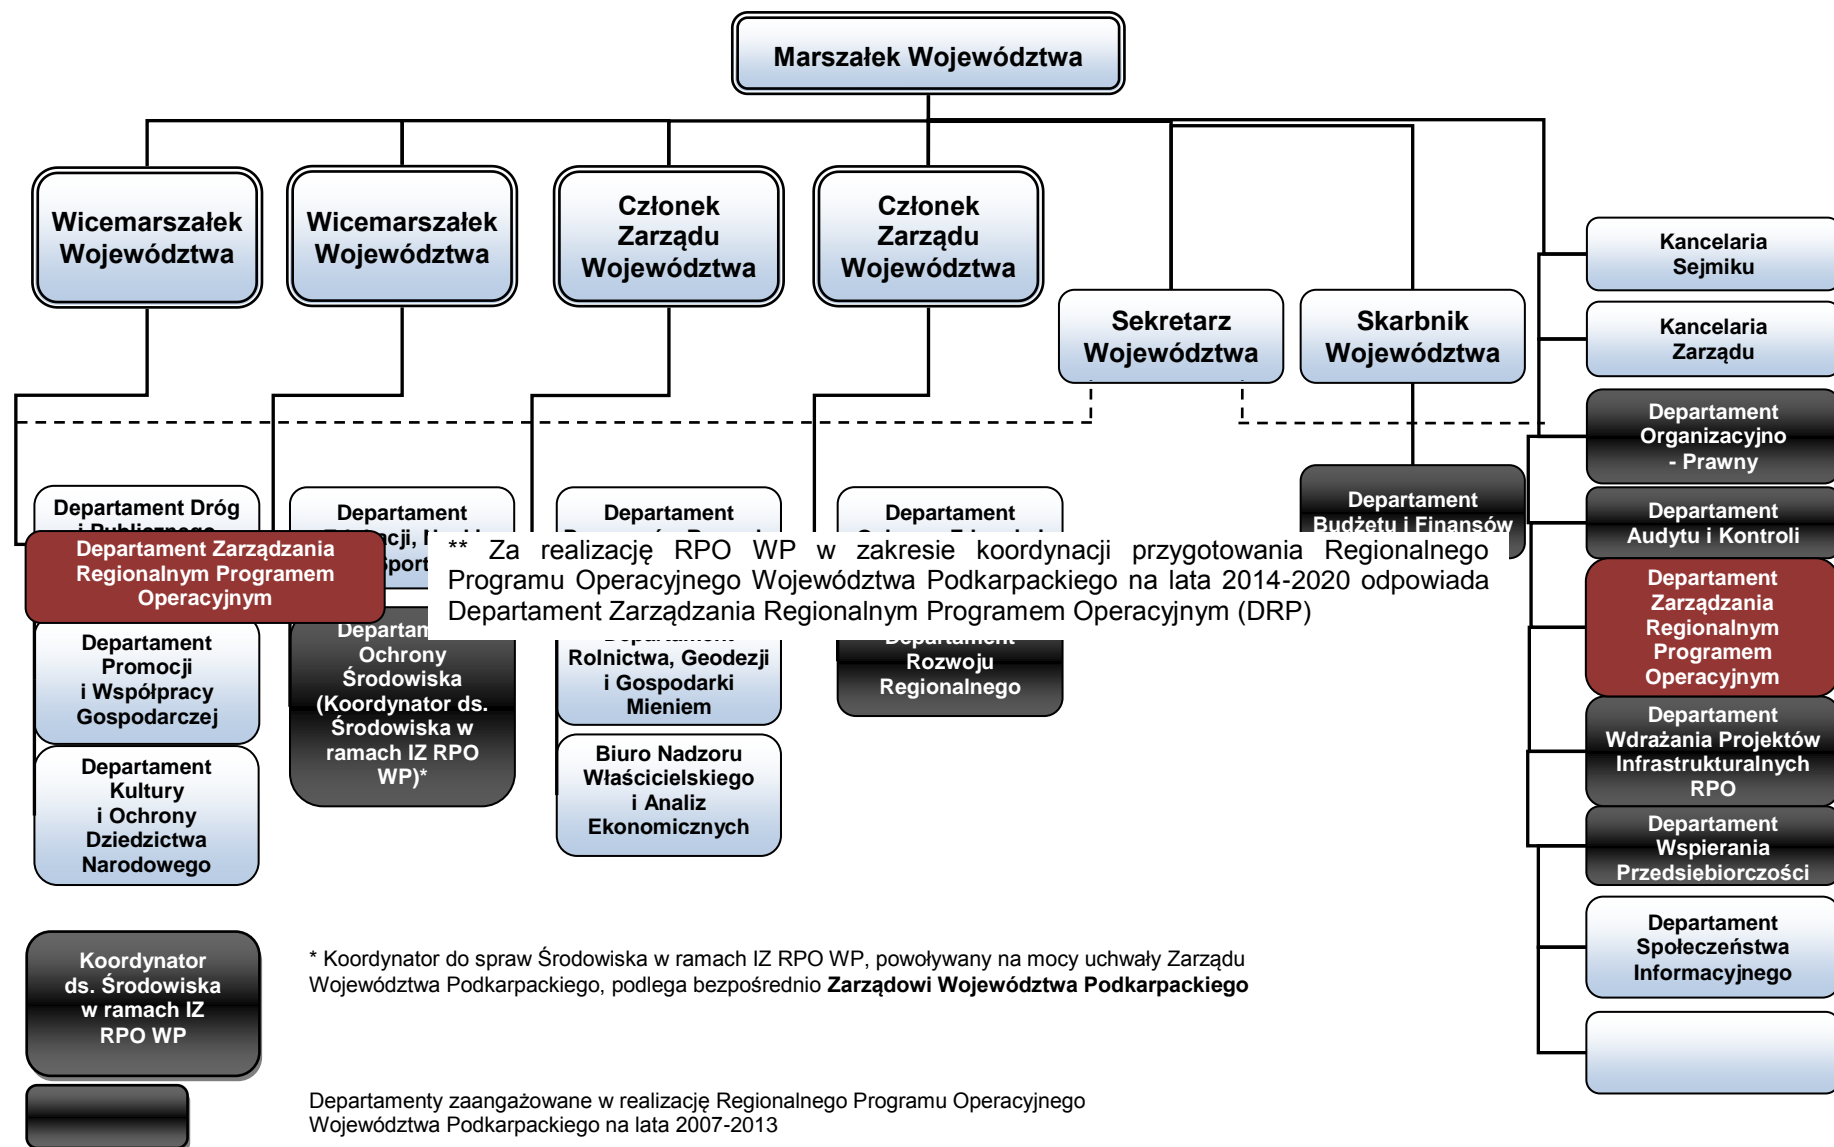 Marszałek Województwa
Wicemarszałek
Województwa
Wicemarszałek
Województwa
Członek
Zarządu
Województwa
Członek
Zarządu
Województwa
Sekretarz
Województwa
Skarbnik
Województwa
Kancelaria
Sejmiku
Kancelaria
Zarządu
Departament
Organizacyjno
- Prawny
Departament
Audytu i Kontroli
Departament
Zarządzania
Regionalnym
Programem
Operacyjnym
Departament
Wdrażania Projektów
Infrastrukturalnych
RPO
Departament
Wspierania
Przedsiębiorczości
Departament
Społeczeństwa
Informacyjnego
Departament Dróg
i Publicznego
Departament Zarządzania
Regionalnym Programem
Operacyjnym
Departament
Promocji
i Współpracy
Gospodarczej
Departament
Kultury
i Ochrony
Dziedzictwa
Narodowego
Departament
Departament
Ochrony
Środowiska
(Koordynator ds.
Środowiska w
ramach IZ RPO
WP)*
Departament
Departament
Rolnictwa, Geodezji
i Gospodarki
Mieniem
Biuro Nadzoru
Właścicielskiego
i Analiz
Ekonomicznych
Departament
Departament
Rozwoju
Regionalnego
Departament
Budżetu i Finansów
** Za realizację RPO WP w zakresie koordynacji przygotowania Regionalnego
Programu Operacyjnego Województwa Podkarpackiego na lata 2014-2020 odpowiada
Departament Zarządzania Regionalnym Programem Operacyjnym (DRP)
Koordynator
ds. Środowiska
w ramach IZ
RPO WP
* Koordynator do spraw Środowiska w ramach IZ RPO WP, powoływany na mocy uchwały Zarządu
Województwa Podkarpackiego, podlega bezpośrednio Zarządowi Województwa Podkarpackiego
Departamenty zaangażowane w realizację Regionalnego Programu Operacyjnego
Województwa Podkarpackiego na lata 2007-2013